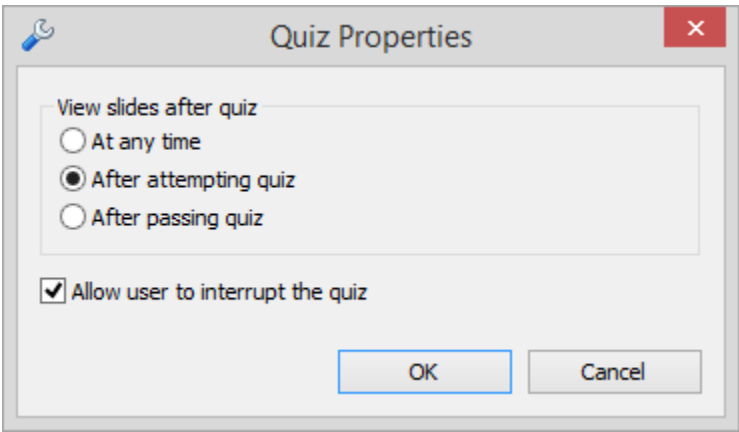 Quiz Properties
View slides after quiz
At any time
After attempting quiz
After passing quiz
Allow user to interrupt the quiz
OK Cancel